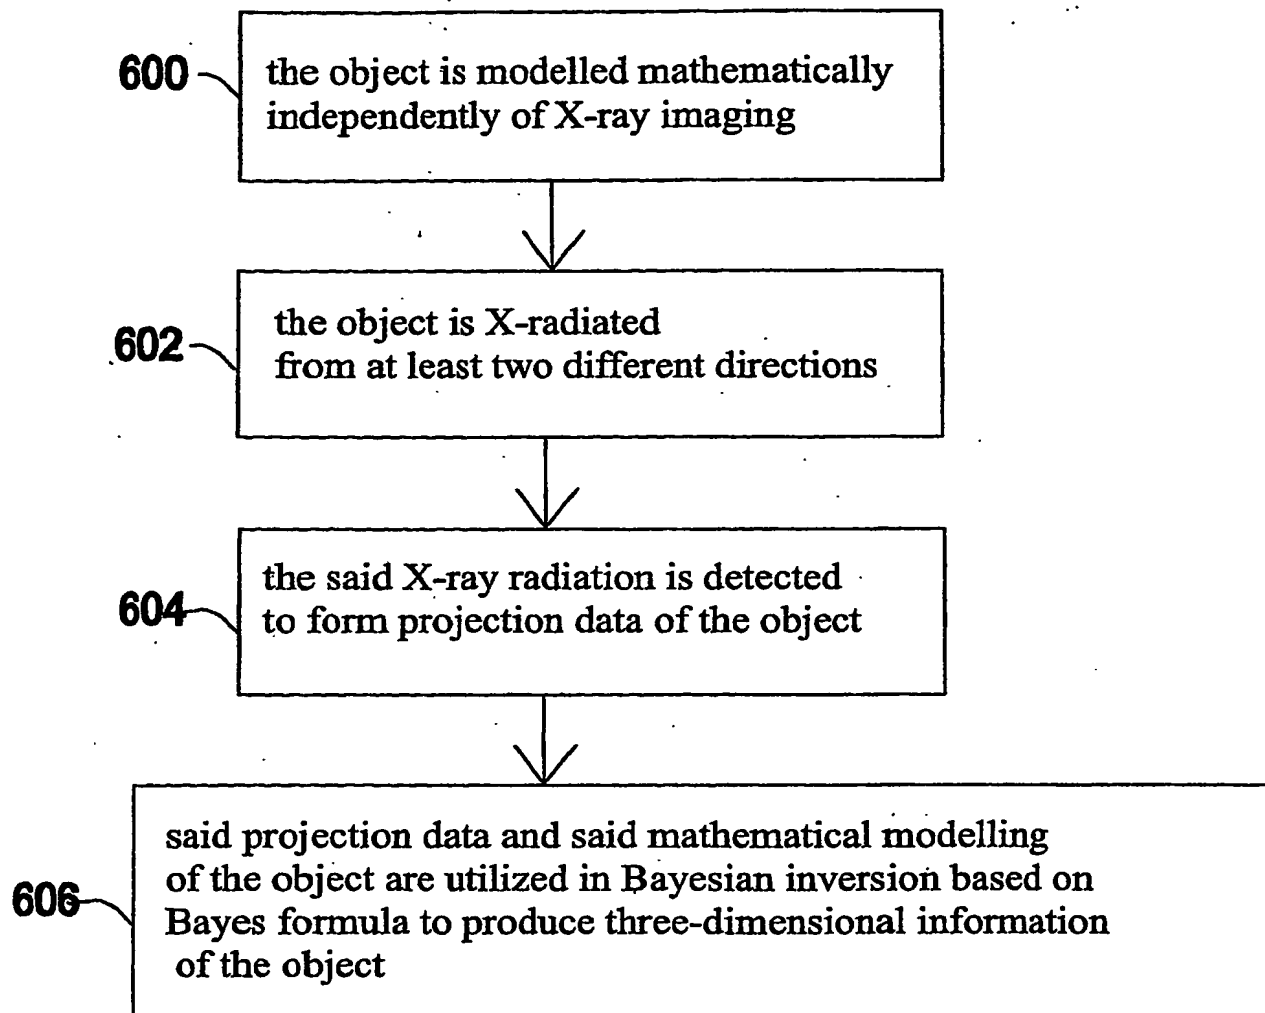 600
the object is modelled mathematically
independently of X-ray imaging
602
the object is X-radiated
from at least two different directions
604
the said X-ray radiation is detected
to form projection data of the object
606
said projection data and said mathematical modelling
of the object are utilized in Bayesian inversion based on
Bayes formula to produce three-dimensional information
of the object